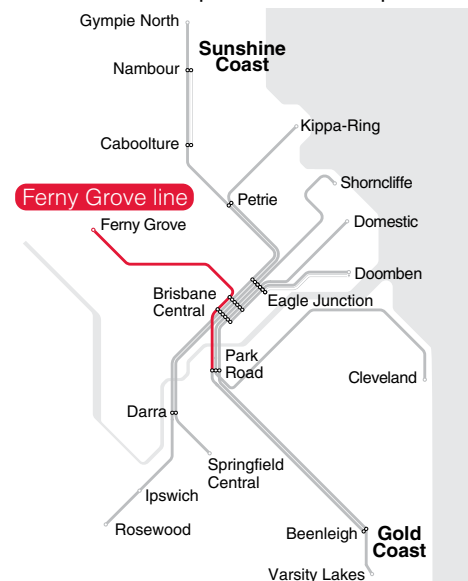 Gympie North
Sunshine
Coast
Nambour
Kippa-Ring
Caboolture
Shorncliffe
Ferny Grove line
Petrie
Ferny Grove
Domestic
Doomben
Brisbane
Central
Eagle Junction
Park
Road
Cleveland
Darra
Springfield
Central
Ipswich
Rosewood
Beenleigh
Gold
Coast
Varsity Lakes